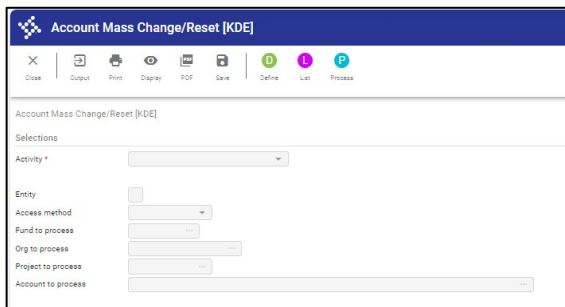 Account Mass Change/Reset [KDE]
Close Output Print Display PDF Save Define List Process
Account Mass Change/Reset [KDE]
Selections
Activity *
Entity
Access method
Fund to process
Org to process
Project to process
Account to process